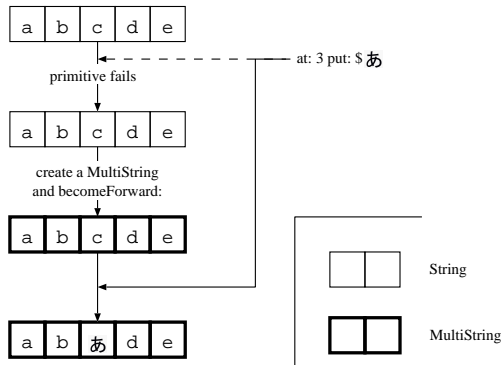 a b c d e
at: 3 put: $ あ
primitive fails
a b c d e
create a MultiString
and becomeForward:
a b c d e
String
a b あ d e
MultiString